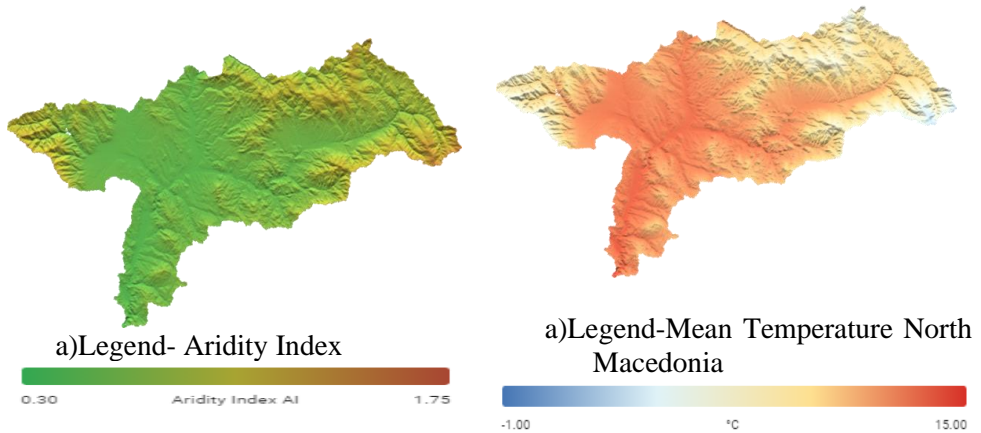 a)Legend- Aridity Index
0.30 Aridity Index AI 1.75
a)Legend-Mean Temperature North
Macedonia
-1.00 °C 15.00